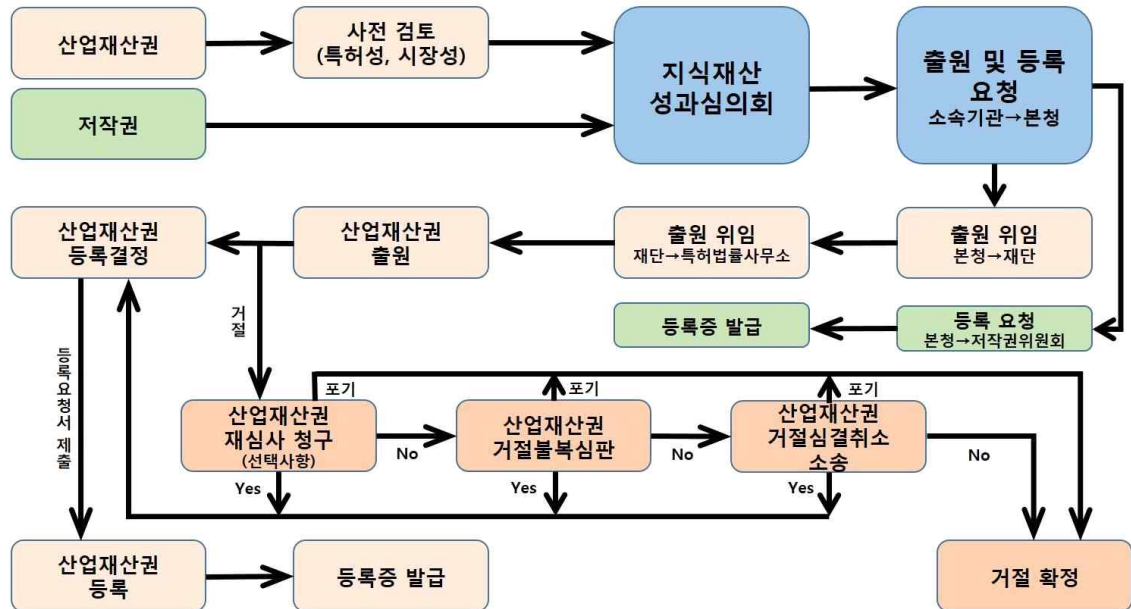 산업재산권
사전 검토
(특허성, 시장성)
지식재산
성과심의회
출원 및 등록
요청
소속기관→본청
저작권
산업재산권
등록결정
산업재산권
출원
출원 위임
재단→특허법률사무소
출원 위임
본청→재단
거절
등록증 발급
등록 요청
본청→저작권위원회
등록요청서 제출
포기
포기
포기
산업재산권
재심사 청구
(선택사항)
No
산업재산권
거절불복심판
No
산업재산권
거절심결취소
소송
No
Yes
Yes
Yes
산업재산권
등록
등록증 발급
거절 확정